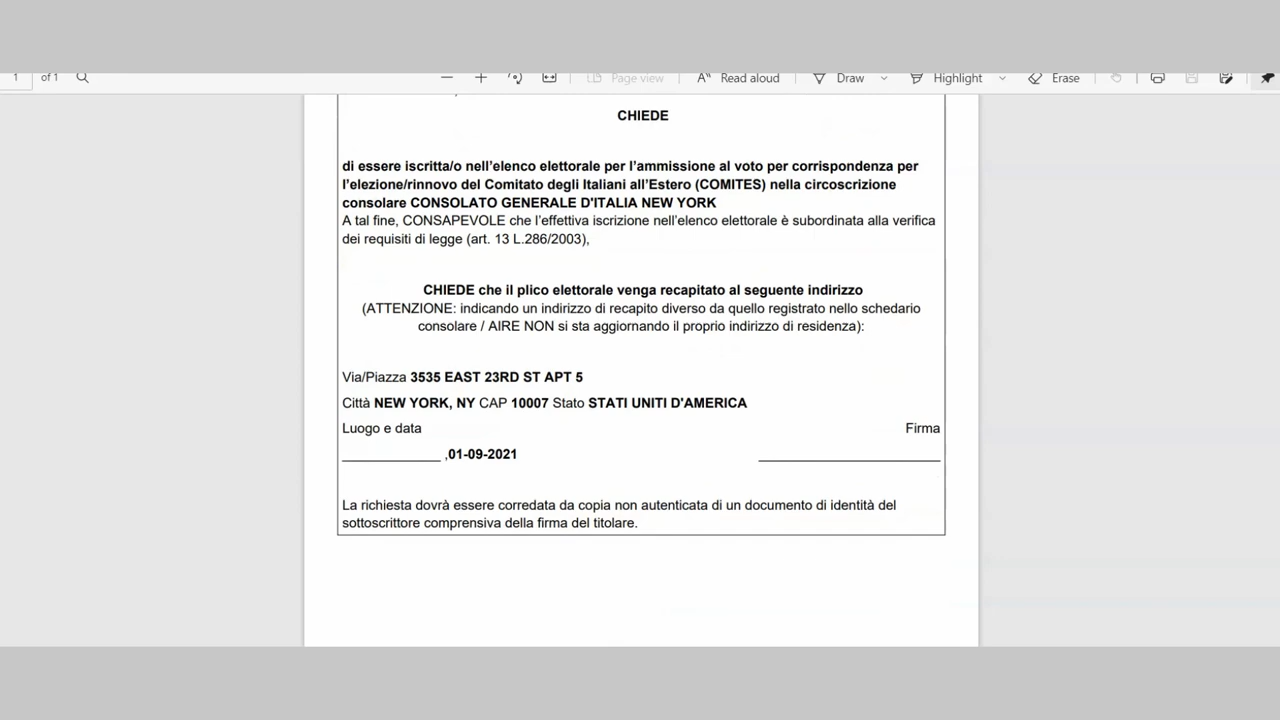 1 of 1 Page view Read aloud Draw Highlight Erase
CHIEDE
di essere iscritta/o nell’elenco elettorale per l’ammissione al voto per corrispondenza per
l’elezione/rinnovo del Comitato degli Italiani all’Estero (COMITES) nella circoscrizione
consolare CONSOLATO GENERALE D'ITALIA NEW YORK
A tal fine, CONSAPEVOLE che l’effettiva iscrizione nell’elenco elettorale è subordinata alla verifica
dei requisiti di legge (art. 13 L.286/2003),
CHIEDE che il plico elettorale venga recapitato al seguente indirizzo
(ATTENZIONE: indicando un indirizzo di recapito diverso da quello registrato nello schedario
consolare / AIRE NON si sta aggiornando il proprio indirizzo di residenza):
Via/Piazza 3535 EAST 23RD ST APT 5
Città NEW YORK, NY CAP 10007 Stato STATI UNITI D'AMERICA
Luogo e data Firma
_____________ ,01-09-2021 ________________________
La richiesta dovrà essere corredata da copia non autenticata di un documento di identità del
sottoscrittore comprensiva della firma del titolare.